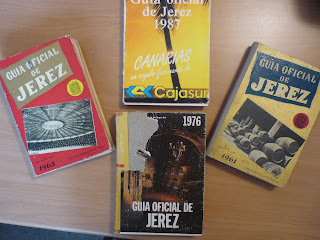 Guía oficial
de Jerez
1987
CANARIAS
Cajasur
GUIA OFICIAL
DE
JEREZ
1965
GUIA OFICIAL
DE
JEREZ
1961
1976
GUIA OFICIAL DE
JEREZ